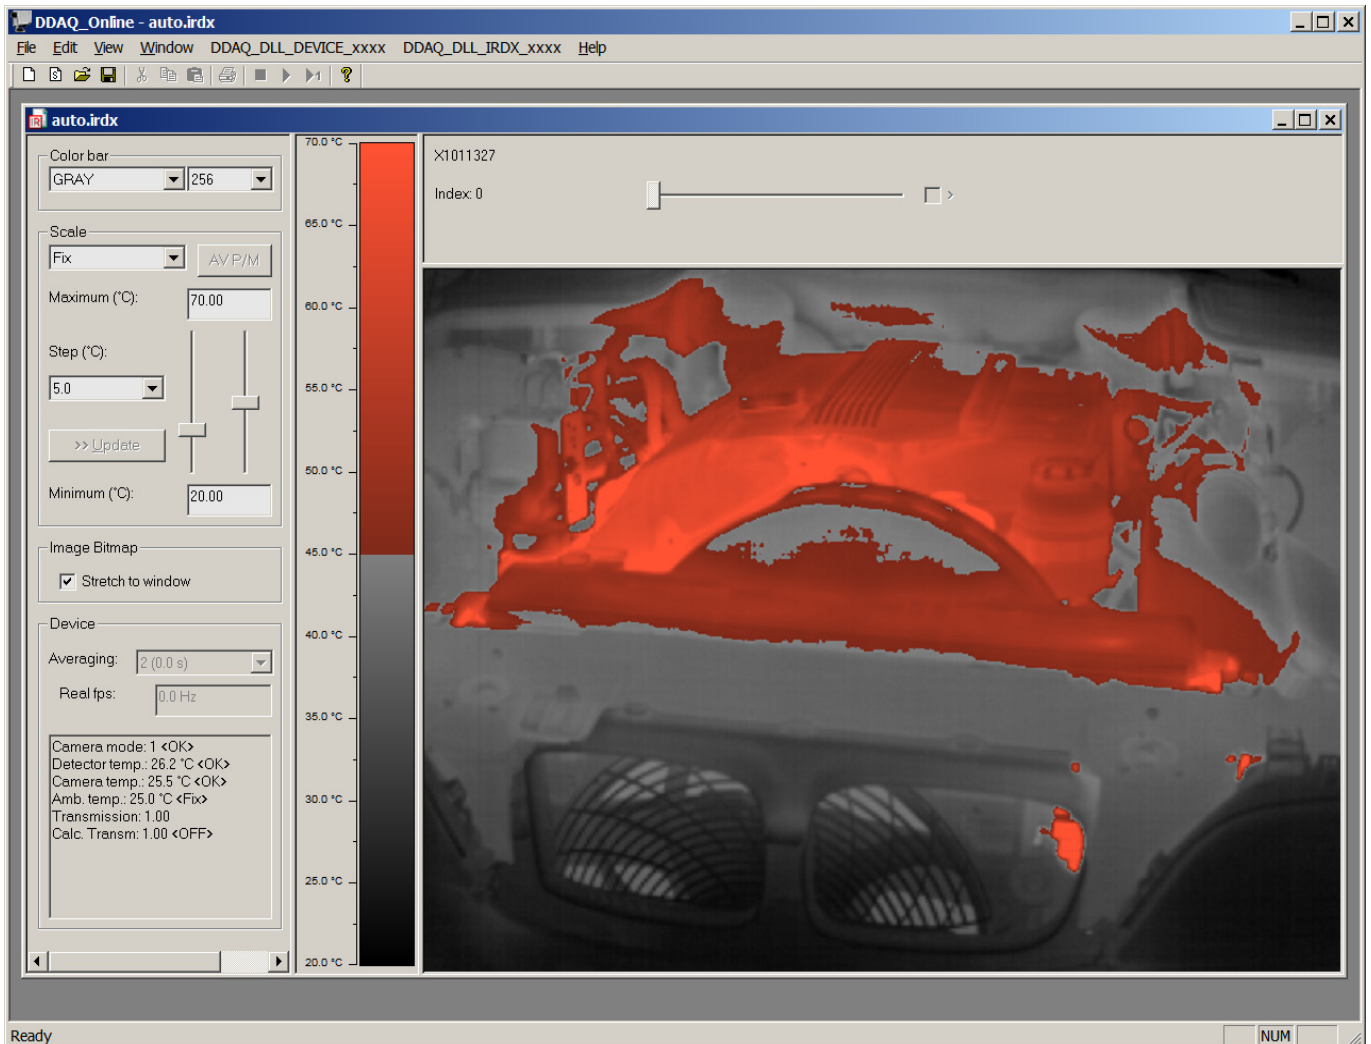 DDAQ_Online - auto.irdx
File Edit View Window DDAQ_DLL_DEVICE_xxxx DDAQ_DLL_IRDX_xxxx Help
auto.irdx
Color bar
GRAY 256
Scale
Fix AV P/M
Maximum (°C): 70.00
Step (°C):
5.0
>> Update
Minimum (°C): 20.00
Image Bitmap
Stretch to window
Device
Averaging: 2 (0.0 s)
Real fps: 0.0 Hz
Camera mode: 1 <OK>
Detector temp.: 26.2 °C <OK>
Camera temp.: 25.5 °C <OK>
Amb. temp.: 25.0 °C <Fix>
Transmission: 1.00
Calc. Transm: 1.00 <OFF>
70.0 °C
65.0 °C
60.0 °C
55.0 °C
50.0 °C
45.0 °C
40.0 °C
35.0 °C
30.0 °C
25.0 °C
20.0 °C
X1011327
Index: 0 >
Ready NUM